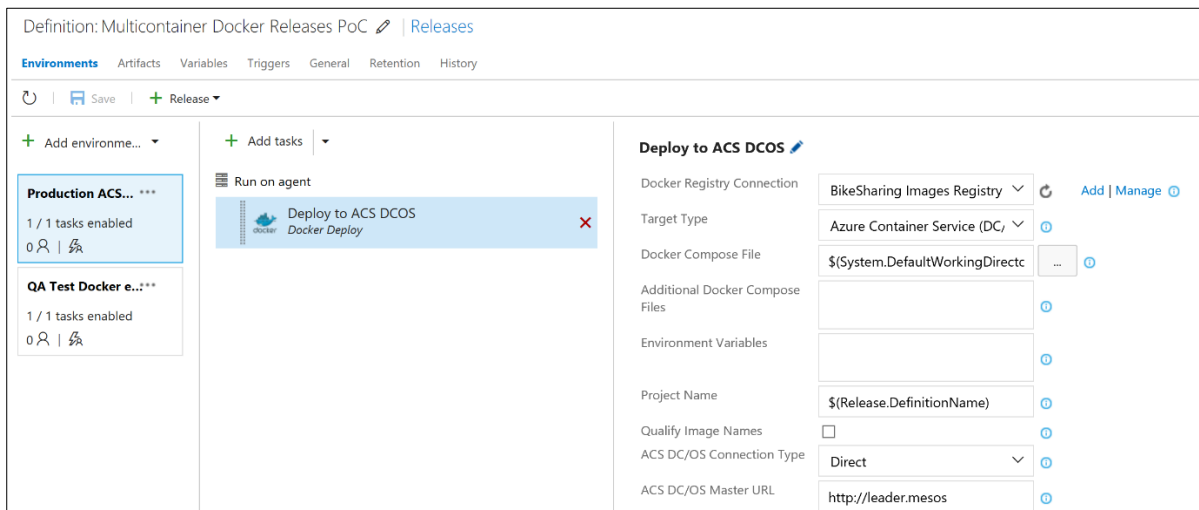 Definition: Multicontainer Docker Releases PoC | Releases
Environments Artifacts Variables Triggers General Retention History
Save | + Release
+ Add environme...
+ Add tasks
Production ACS... •••
1 / 1 tasks enabled
0
QA Test Docker e...•••
1 / 1 tasks enabled
0
Run on agent
docker
Deploy to ACS DCOS
Docker Deploy
Deploy to ACS DCOS
Docker Registry Connection BikeSharing Images Registry Add | Manage
Target Type Azure Container Service (DC/
Docker Compose File $(System.DefaultWorkingDirectc ...
Additional Docker Compose
Files
Environment Variables
Project Name $(Release.DefinitionName)
Qualify Image Names
ACS DC/OS Connection Type Direct
ACS DC/OS Master URL http://leader.mesos